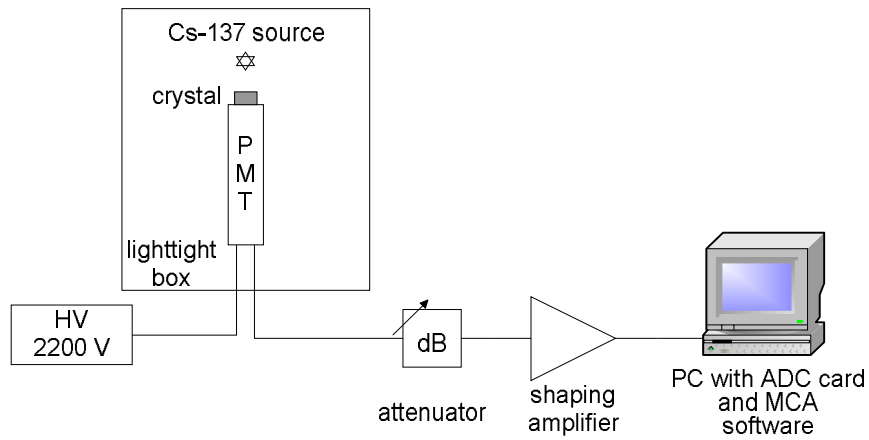 Cs-137 source
crystal
P
M
T
lighttight
box
HV
2200 V
dB
attenuator
shaping
amplifier
PC with ADC card
and MCA
software